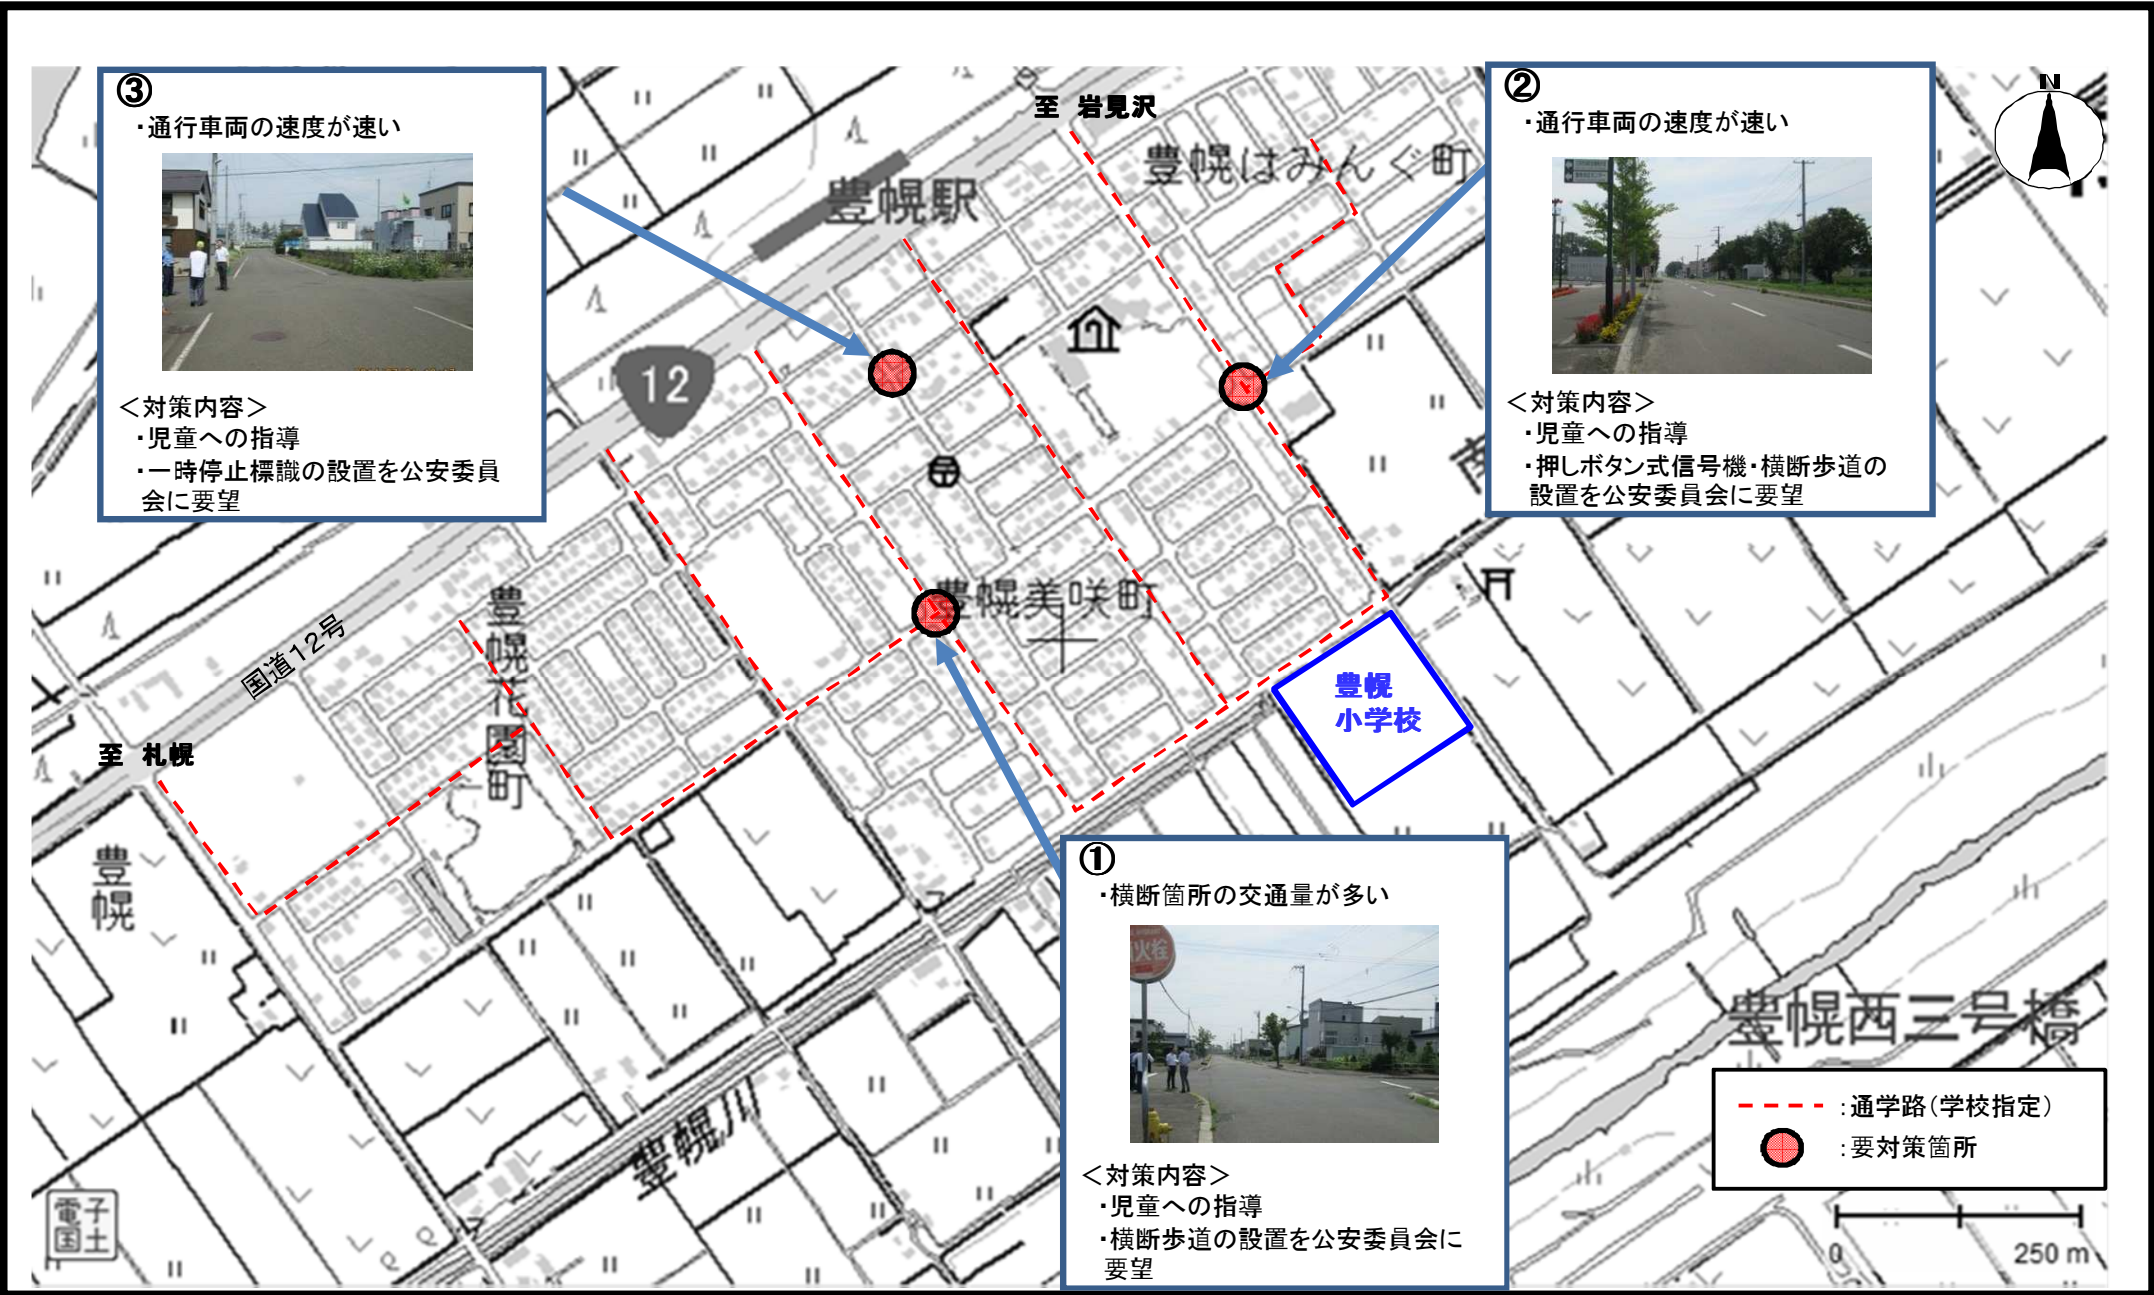 ③
・通行車両の速度が速い
＜対策内容＞
・児童への指導
・一時停止標識の設置を公安委員
会に要望
②
・通行車両の速度が速い
＜対策内容＞
・児童への指導
・押しボタン式信号機・横断歩道の
設置を公安委員会に要望
N
至 岩見沢
豊幌はみんぐ町
豊幌駅
12
豊幌美咲町
豊幌花園町
国道12号
至 札幌
豊幌
小学校
豊幌
①
・横断箇所の交通量が多い
火栓
＜対策内容＞
・児童への指導
・横断歩道の設置を公安委員会に
要望
豊幌西三号橋
豊幌川
：通学路（学校指定）
：要対策箇所
電子
国土
0
250 m